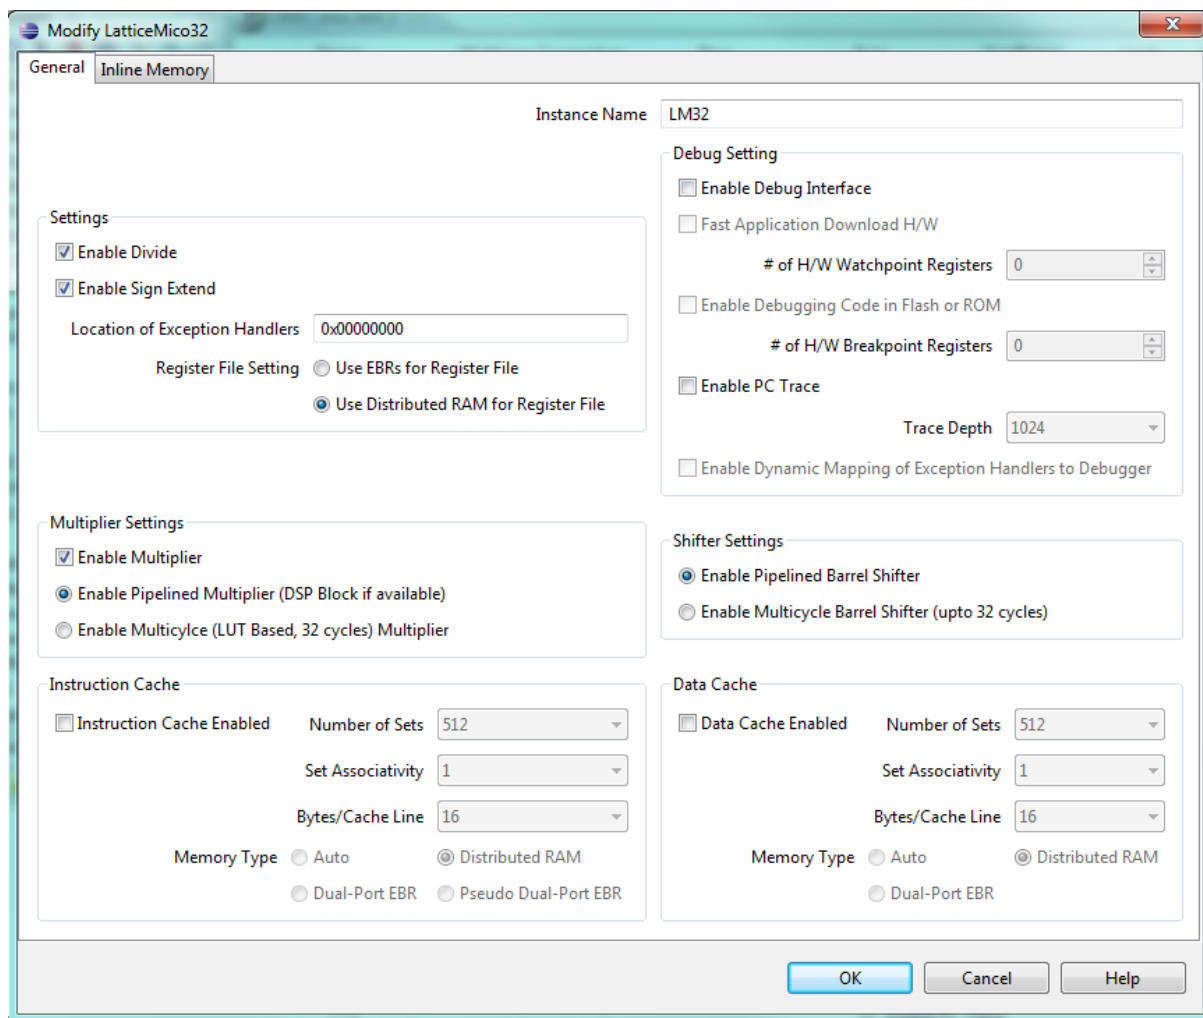 Modify LatticeMico32
General
Inline Memory
Instance Name LM32
Settings
Enable Divide
Enable Sign Extend
Location of Exception Handlers 0x00000000
Register File Setting Use EBRs for Register File
Use Distributed RAM for Register File
Debug Setting
Enable Debug Interface
Fast Application Download H/W
# of H/W Watchpoint Registers 0
Enable Debugging Code in Flash or ROM
# of H/W Breakpoint Registers 0
Enable PC Trace
Trace Depth 1024
Enable Dynamic Mapping of Exception Handlers to Debugger
Multiplier Settings
Enable Multiplier
Enable Pipelined Multiplier (DSP Block if available)
Enable Multicylce (LUT Based, 32 cycles) Multiplier
Shifter Settings
Enable Pipelined Barrel Shifter
Enable Multicycle Barrel Shifter (upto 32 cycles)
Instruction Cache
Instruction Cache Enabled Number of Sets 512
Set Associativity 1
Bytes/Cache Line 16
Memory Type Auto Distributed RAM
Dual-Port EBR Pseudo Dual-Port EBR
Data Cache
Data Cache Enabled Number of Sets 512
Set Associativity 1
Bytes/Cache Line 16
Memory Type Auto Distributed RAM
Dual-Port EBR
OK Cancel Help